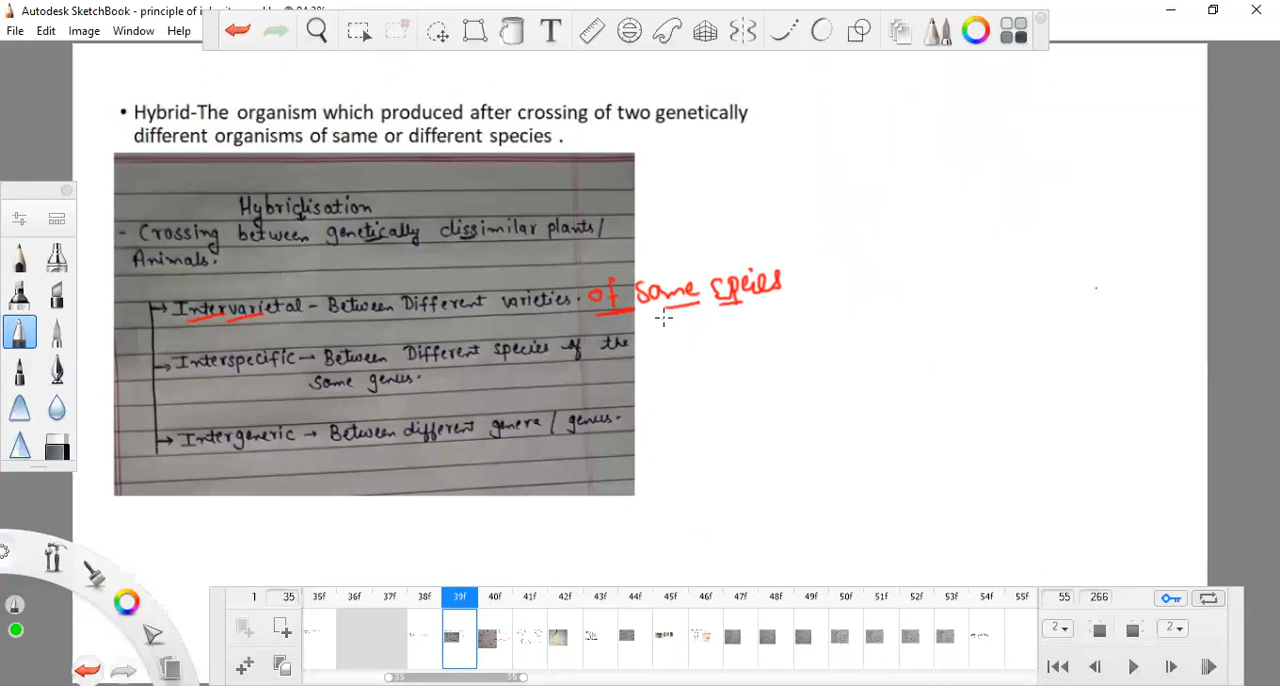 Autodesk SketchBook - principle of i
File Edit Image Window Help
• Hybrid-The organism which produced after crossing of two genetically
different organisms of same or different species .
Hybridisation
- Crossing between genetically dissimilar plants/
Animals.
→ Intervarietal - Between Different varieties. of same speies
→ Interspecific → Between Different species of the
same genus.
→ Intergeneric → Between different genera / genus.
1 35 35f 36f 37f 38f 39f 40f 41f 42f 43f 44f 45f 46f 47f 48f 49f 50f 51f 52f 53f 54f 55f 55 266
2 2
35 55